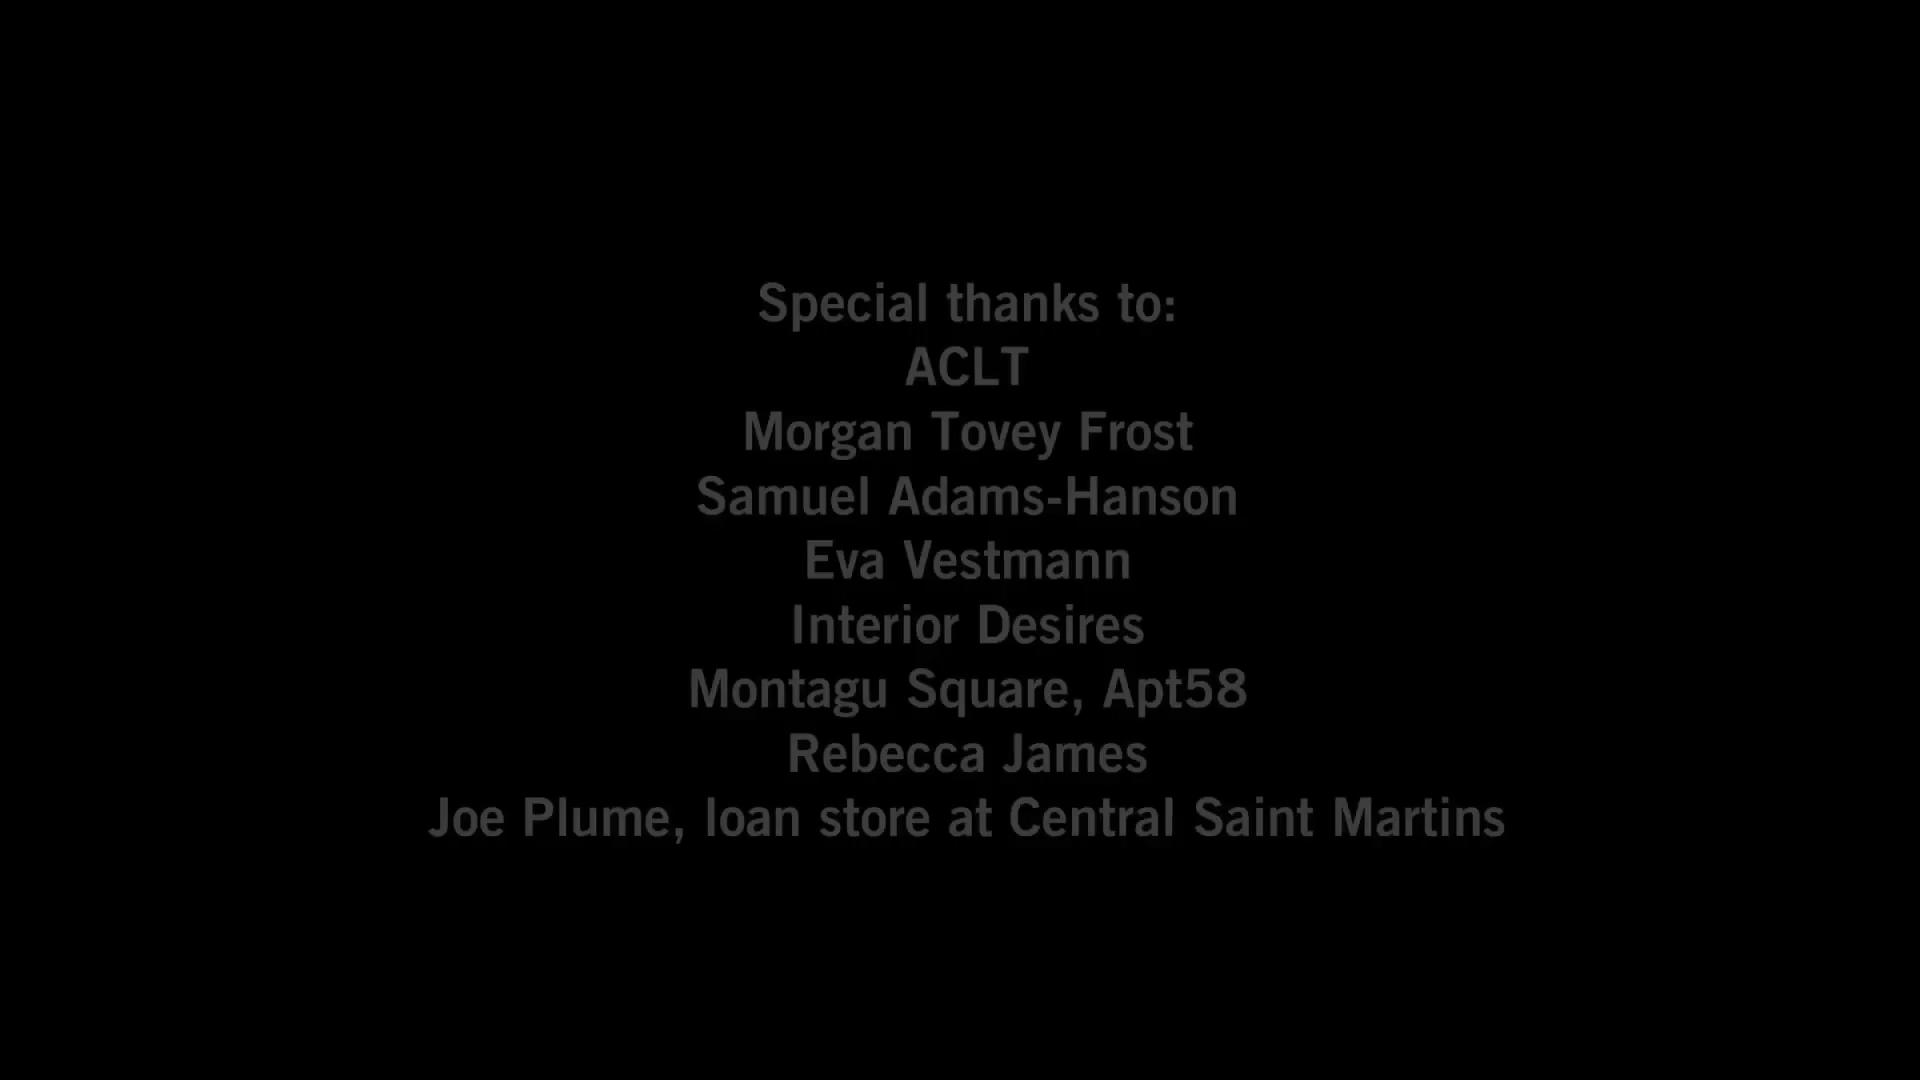 Special thanks to:
ACLT
Morgan Tovey Frost
Samuel Adams-Hanson
Eva Vestmann
Interior Desires
Montagu Square, Apt58
Rebecca James
Joe Plume, loan store at Central Saint Martins